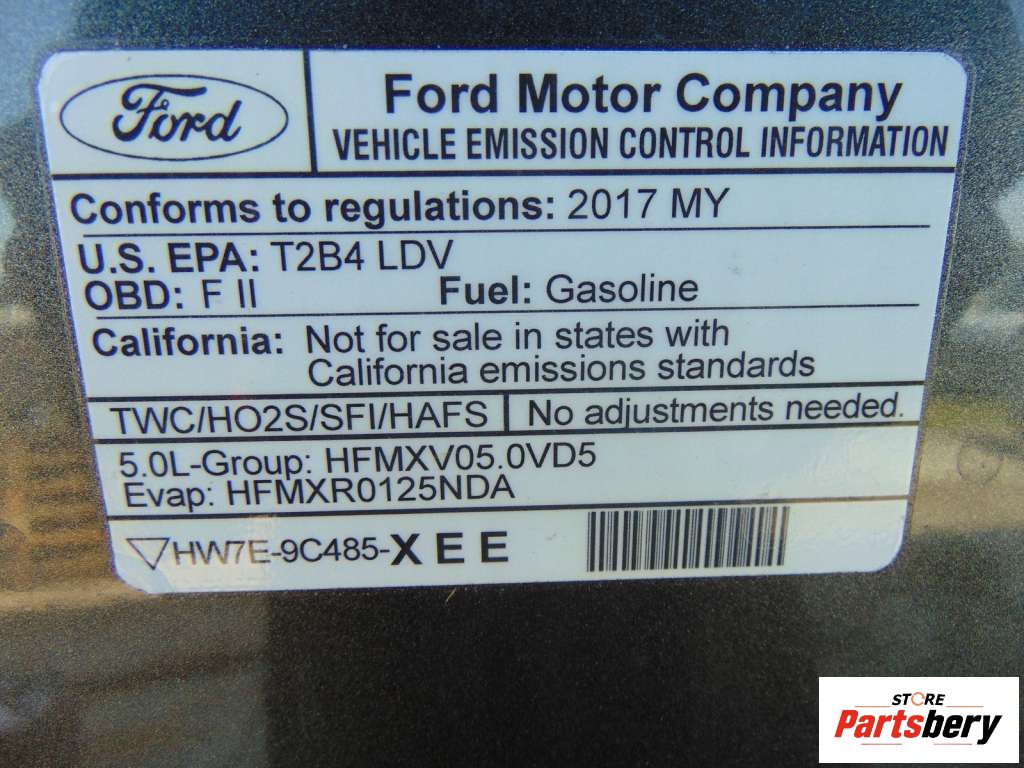 Ford
Ford Motor Company
VEHICLE EMISSION CONTROL INFORMATION
Conforms to regulations: 2017 MY
U.S. EPA: T2B4 LDV
OBD: F II Fuel: Gasoline
California: Not for sale in states with
California emissions standards
TWC/HO2S/SFI/HAFS No adjustments needed.
5.0L-Group: HFMXV05.0VD5
Evap: HFMXR0125NDA
HW7E-9C485-XEE
STORE
Partsbery